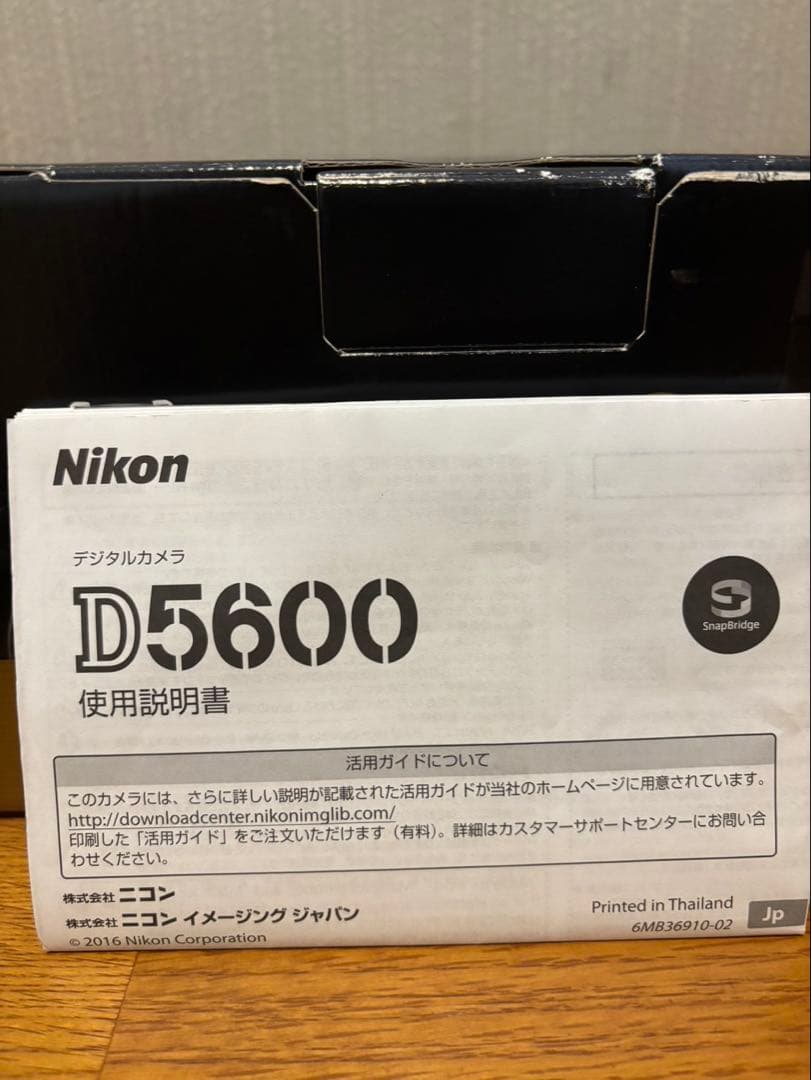 Nikon
デジタルカメラ
D5600
使用説明書
SnapBridge
活用ガイドについて
このカメラには、さらに詳しい説明が記載された活用ガイドが当社のホームページに用意されています。
http://downloadcenter.nikonimglib.com/
印刷した「活用ガイド」をご注文いただけます（有料）。詳細はカスタマーサポートセンターにお問い合
わせください。
株式会社 ニコン
株式会社 ニコン イメージング ジャパン
© 2016 Nikon Corporation
Printed in Thailand
6MB36910-02
Jp